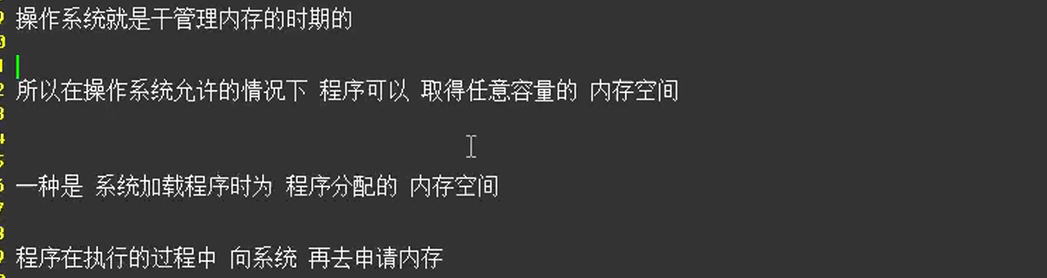 操作系统就是干管理内存的时期的
所以在操作系统允许的情况下 程序可以 取得任意容量的 内存空间
一种是 系统加载程序时为 程序分配的 内存空间
程序在执行的过程中 向系统 再去申请内存